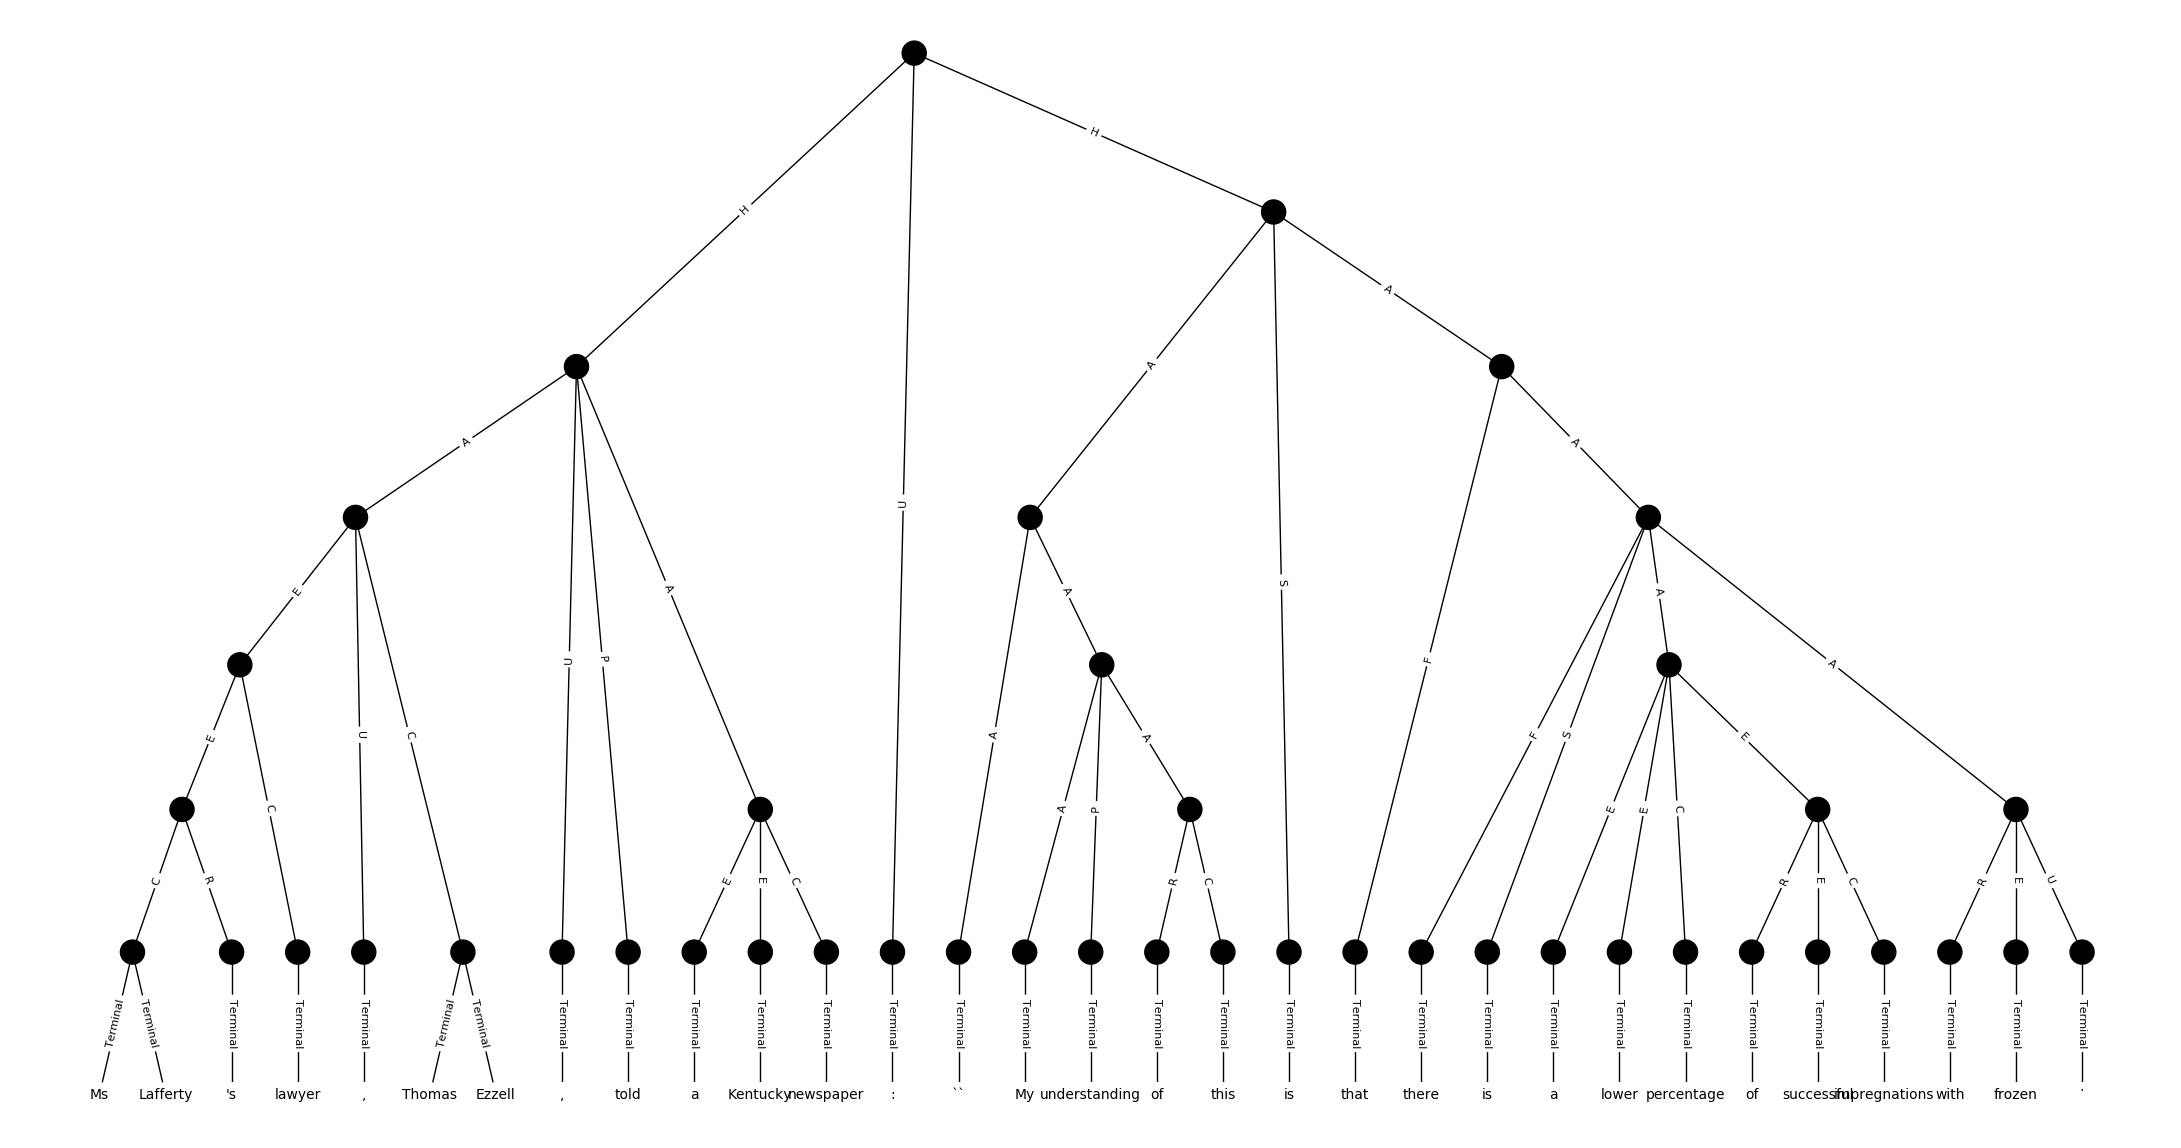 H
H
A
A
A
A
E
A
A
U
S
F
A
U
P
A
E
A
F
S
E
U
C
A
C
A
P
A
E
E
C
C
R
E
E
C
R
C
R
E
C
R
E
U
Terminal Terminal Terminal Terminal Terminal Terminal Terminal Terminal Terminal Terminal Terminal Terminal Terminal Terminal Terminal Terminal Terminal Terminal Terminal Terminal Terminal Terminal Terminal Terminal Terminal Terminal Terminal Terminal Terminal Terminal Terminal
Ms Lafferty 's lawyer , Thomas Ezzell , told a Kentucky newspaper : `` My understanding of this is that there is a lower percentage of successful impregnations with frozen .